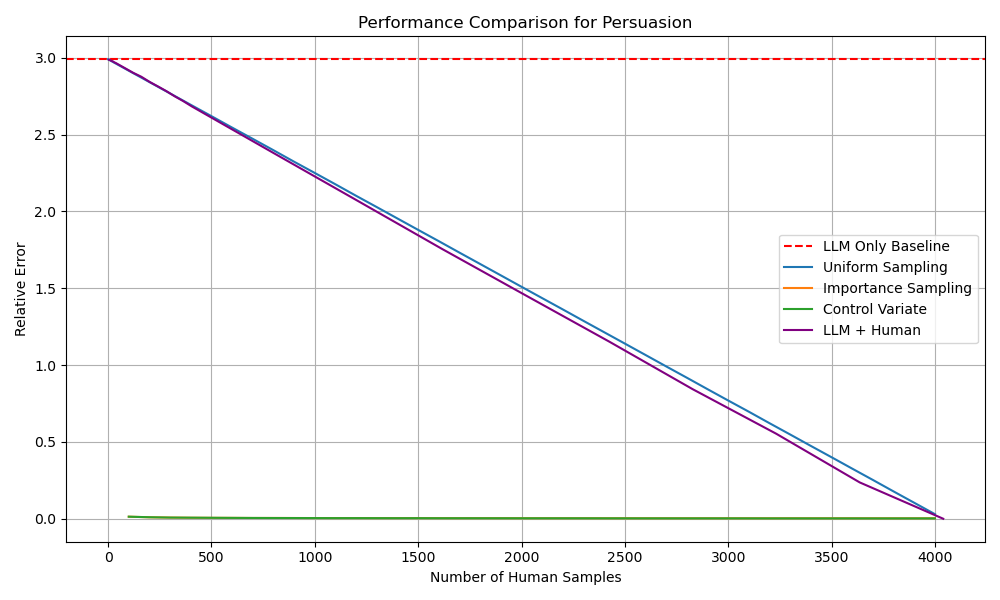 Performance Comparison for Persuasion
Relative Error
3.0
2.5
2.0
1.5
1.0
0.5
0.0
LLM Only Baseline
Uniform Sampling
Importance Sampling
Control Variate
LLM + Human
0 500 1000 1500 2000 2500 3000 3500 4000
Number of Human Samples